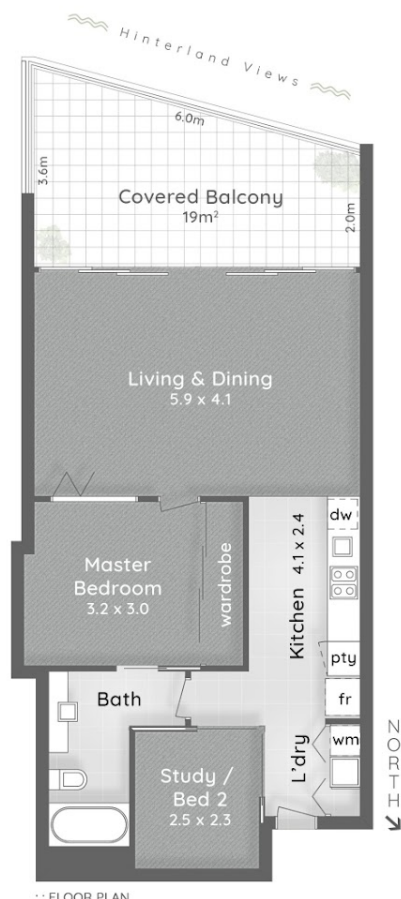 Hinterland Views
6.0m
3.6m
Covered Balcony
19m²
2.0m
Living & Dining
5.9 x 4.1
dw
Master
Bedroom
3.2 x 3.0
wardrobe
Kitchen 4.1 x 2.4
pty
fr
Bath
wm
L'dry
Study /
Bed 2
2.5 x 2.3
NORTH
:: FLOOR PLAN